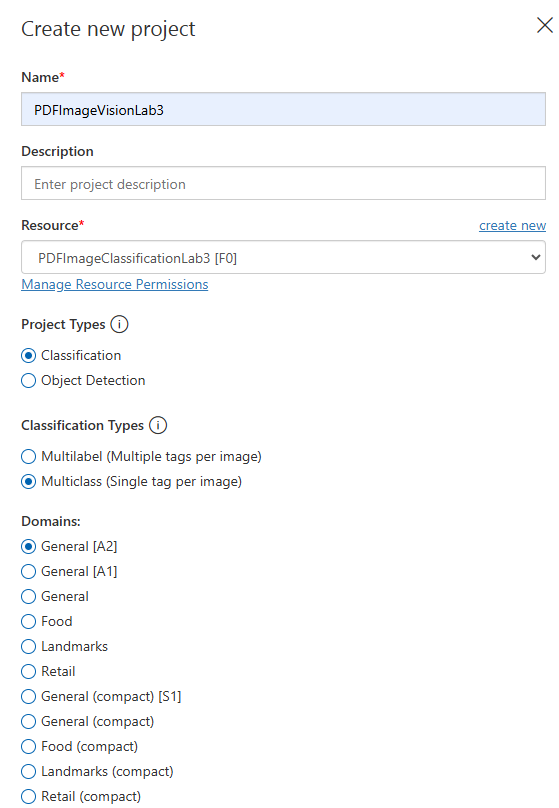 Create new project
Name*
PDFImageVisionLab3
Description
Enter project description
Resource* create new
PDFImageClassificationLab3 [F0]
Manage Resource Permissions
Project Types i
Classification
Object Detection
Classification Types i
Multilabel (Multiple tags per image)
Multiclass (Single tag per image)
Domains:
General [A2]
General [A1]
General
Food
Landmarks
Retail
General (compact) [S1]
General (compact)
Food (compact)
Landmarks (compact)
Retail (compact)